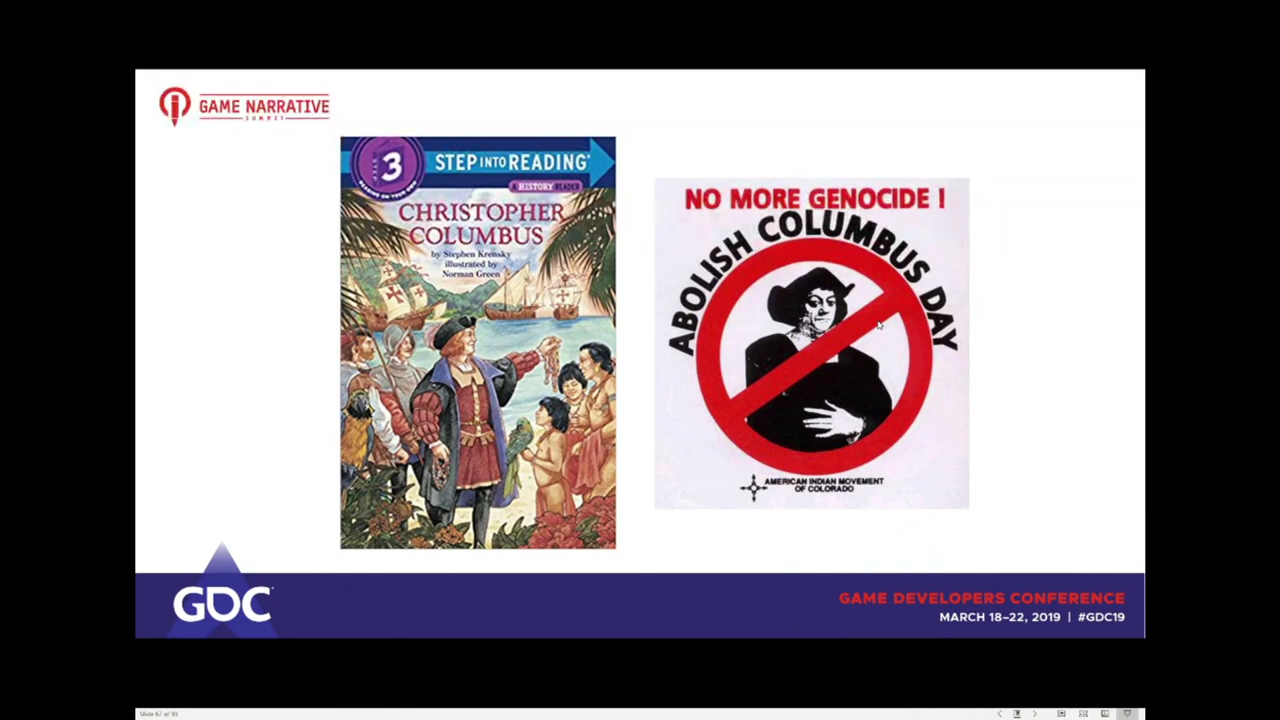 GAME NARRATIVE
SUMMIT
3
STEP INTO READING
A HISTORY READER
CHRISTOPHER
COLUMBUS
by Stephen Krensky
illustrated by
Norman Green
NO MORE GENOCIDE !
ABOLISH COLUMBUS DAY
AMERICAN INDIAN MOVEMENT
OF COLORADO
GDC
GAME DEVELOPERS CONFERENCE
MARCH 18–22, 2019 | #GDC19